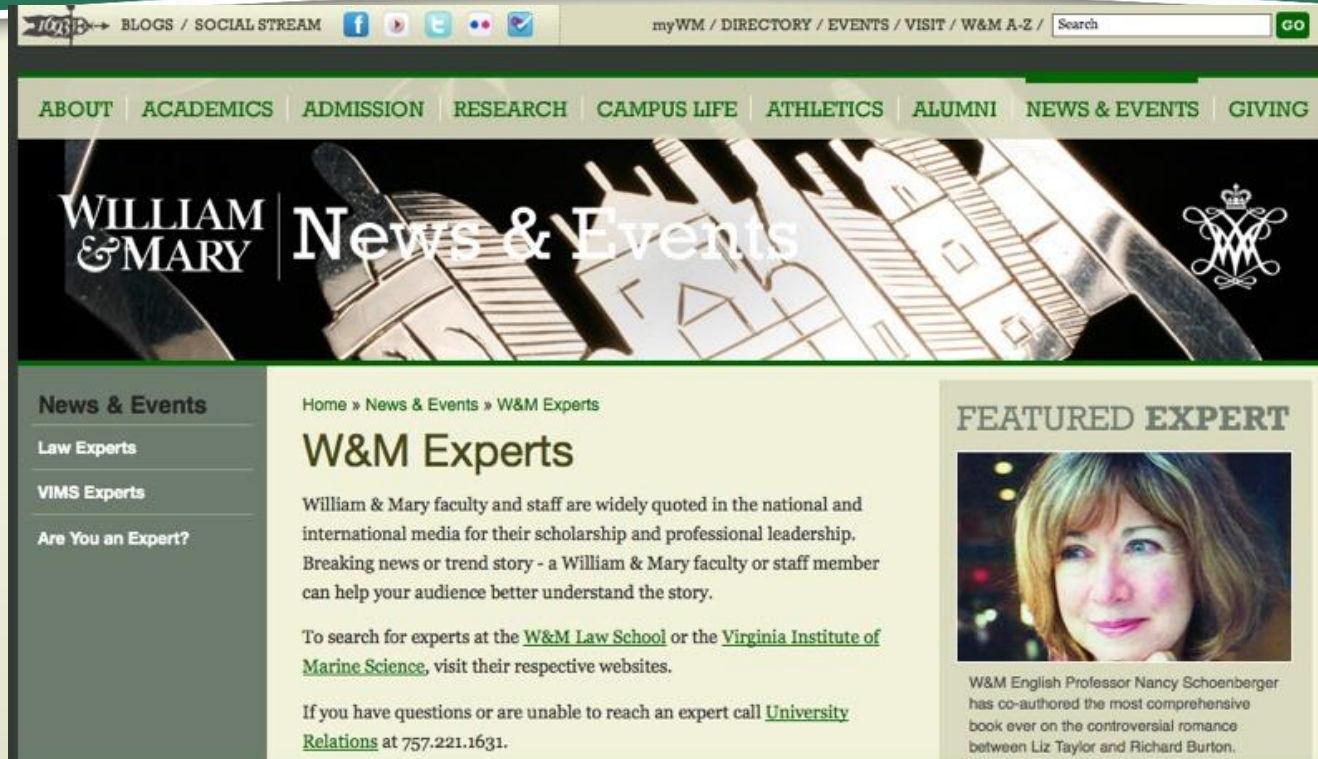 1693 BLOGS / SOCIAL STREAM
myWM / DIRECTORY / EVENTS / VISIT / W&M A-Z / Search GO
ABOUT ACADEMICS ADMISSION RESEARCH CAMPUS LIFE ATHLETICS ALUMNI NEWS & EVENTS GIVING
WILLIAM
& MARY
News & Events
News & Events
Law Experts
VIMS Experts
Are You an Expert?
Home » News & Events » W&M Experts
W&M Experts
William & Mary faculty and staff are widely quoted in the national and
international media for their scholarship and professional leadership.
Breaking news or trend story - a William & Mary faculty or staff member
can help your audience better understand the story.
To search for experts at the W&M Law School or the Virginia Institute of
Marine Science, visit their respective websites.
If you have questions or are unable to reach an expert call University
Relations at 757.221.1631.
FEATURED EXPERT
W&M English Professor Nancy Schoenberger
has co-authored the most comprehensive
book ever on the controversial romance
between Liz Taylor and Richard Burton.